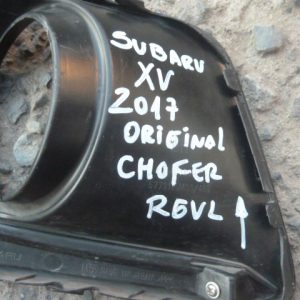 SUBARU
XV
2017
ORIGINAL
CHOFER
REVL ↑